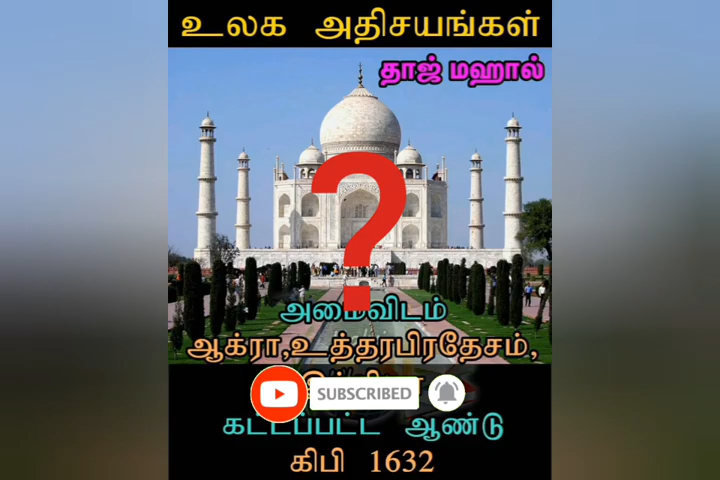 உலக அதிசயங்கள்
தாஜ் மஹால்
?
அமைவிடம்
ஆக்ரா,உத்தரபிரதேசம்,
SUBSCRIBED
கட்டப்பட்ட ஆண்டு
கிபி 1632